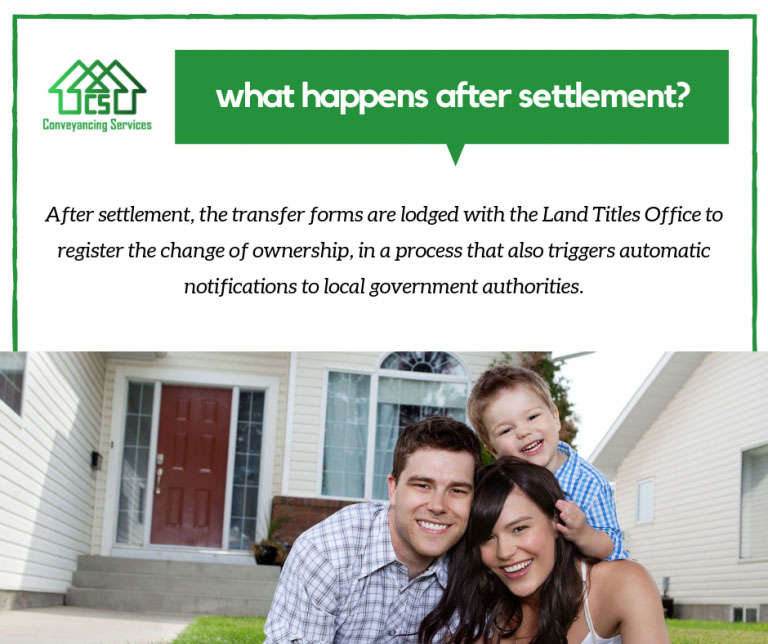 CS
Conveyancing Services
what happens after settlement?
After settlement, the transfer forms are lodged with the Land Titles Office to
register the change of ownership, in a process that also triggers automatic
notifications to local government authorities.